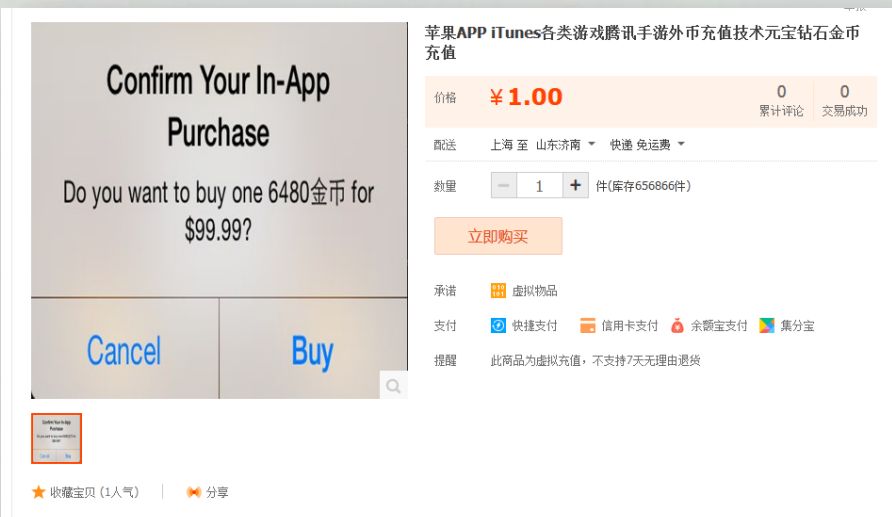 苹果APP iTunes各类游戏腾讯手游外币充值技术元宝钻石金币
充值
Confirm Your In-App
Purchase
Do you want to buy one 6480金币 for
$99.99?
Cancel
Buy
价格
¥1.00
0
累计评论
0
交易成功
配送
上海 至 山东济南
快递 免运费
数量
1
件(库存656866件)
立即购买
承诺
虚拟物品
支付
快捷支付
信用卡支付
余额宝支付
集分宝
提醒
此商品为虚拟充值，不支持7天无理由退货
收藏宝贝 (1人气)
分享